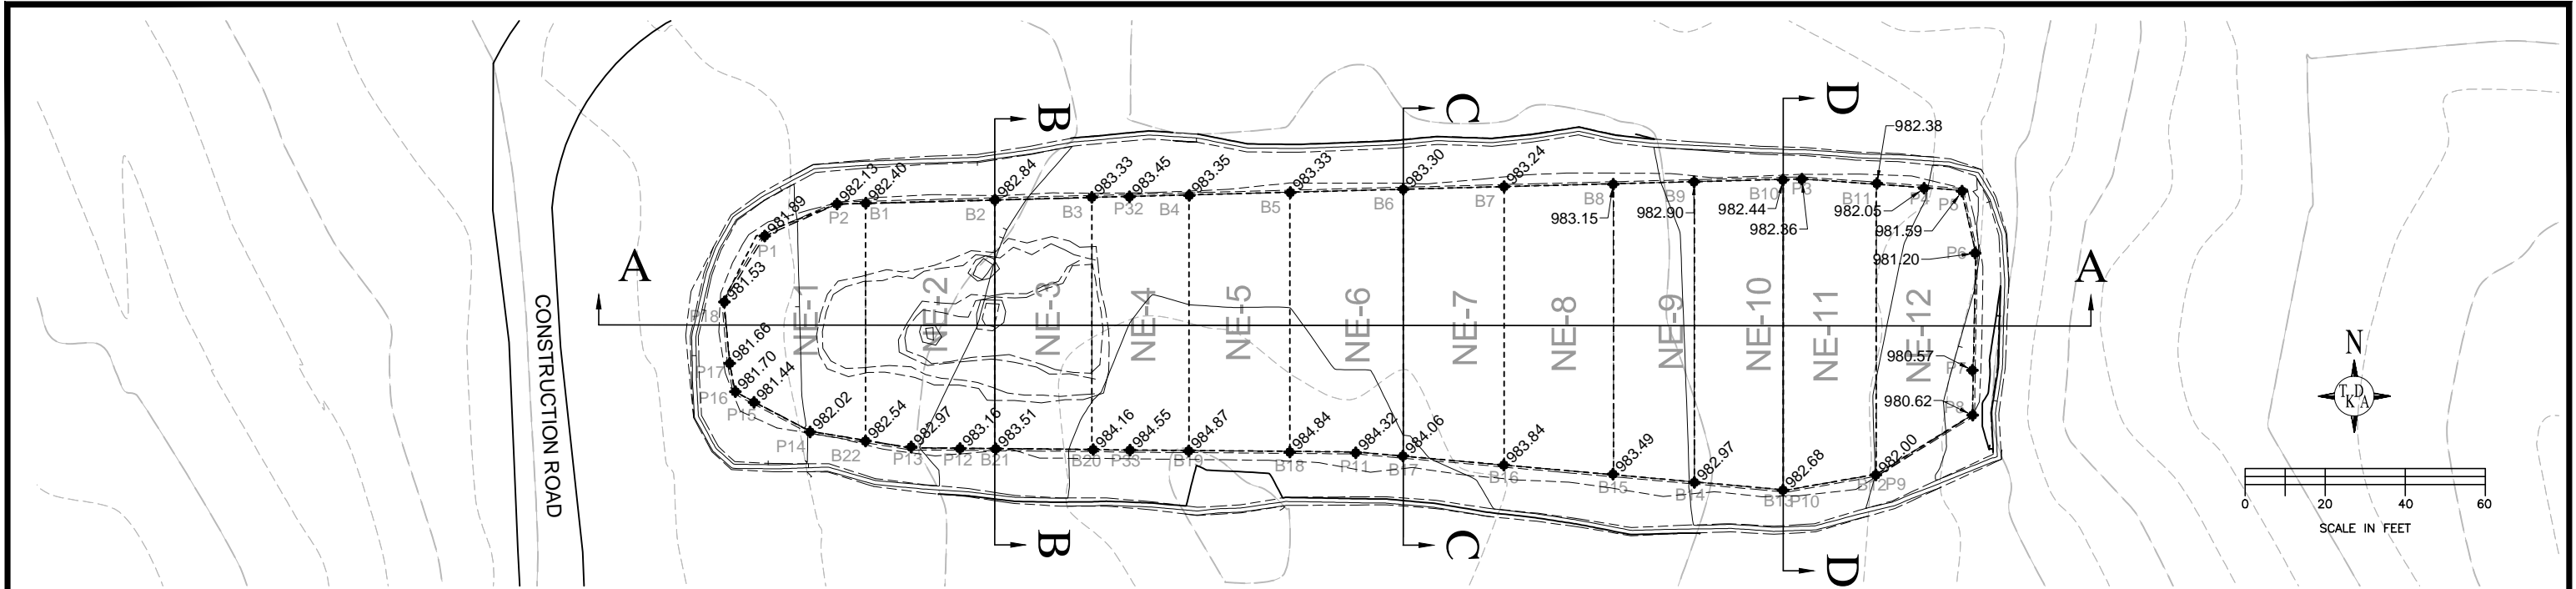 B
C
D
982.38
982.13
982.40
982.84
983.33
983.45
983.35
983.33
983.30
983.24
P2
B1
B2
B3
P32
B4
B5
B6
B7
B8
B9
B10
P3
B11
P4
P5
983.15
982.90
982.44
982.36
982.05
981.59
981.89
P1
P6
981.20
A
A
981.53
P18
CONSTRUCTION ROAD
NE-1
NE-2
NE-3
NE-4
NE-5
NE-6
NE-7
NE-8
NE-9
NE-10
NE-11
NE-12
981.66
P17
981.70
P16
981.44
P15
980.57
P7
980.62
P8
N
T
K
D
A
982.02
982.54
982.97
983.16
983.51
984.16
984.55
984.87
984.84
984.32
984.06
983.84
983.49
982.97
982.68
982.00
P14
B22
P13
P12
B21
B20
P33
B19
B18
P11
B17
B16
B15
B14
B13
P10
B12
P9
0
20
40
60
SCALE IN FEET
B
C
D